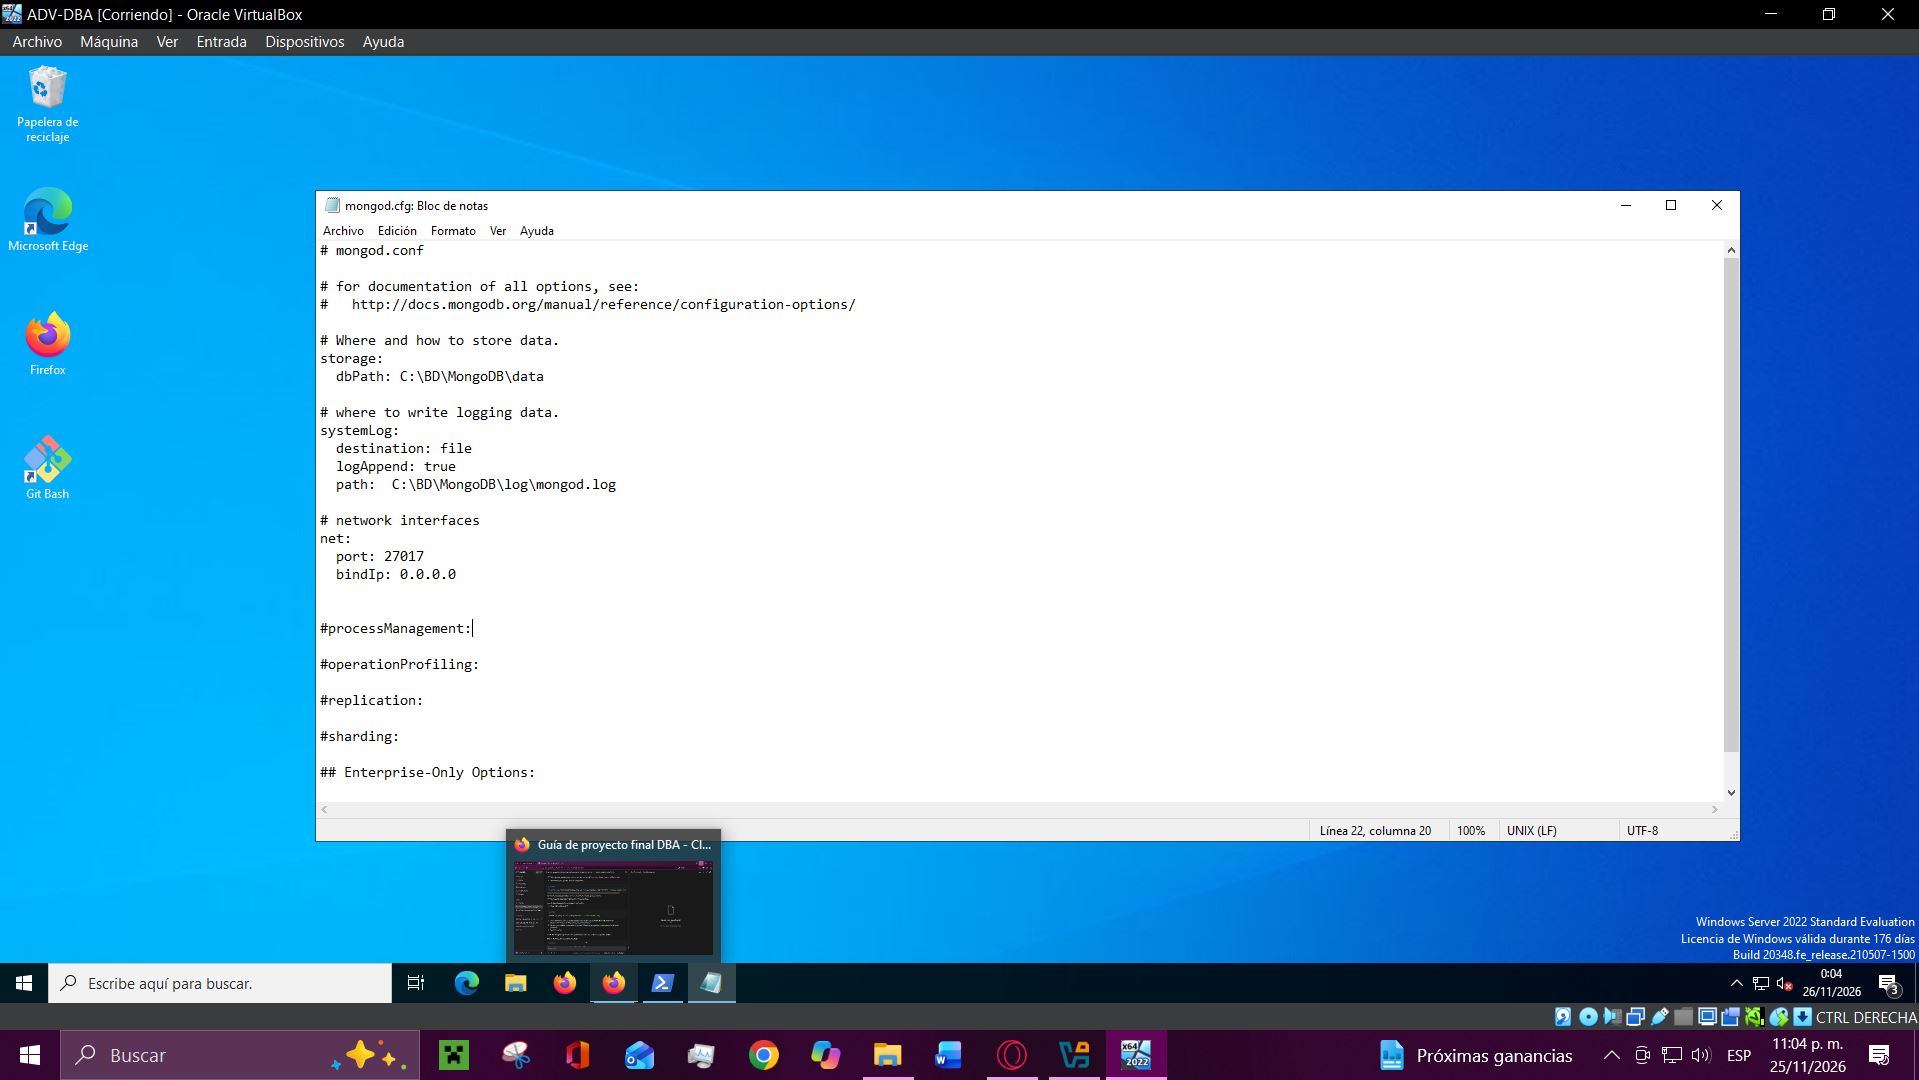 ADV-DBA [Corriendo] - Oracle VirtualBox
Archivo Máquina Ver Entrada Dispositivos Ayuda
Papelera de
reciclaje
Microsoft Edge
Firefox
Git Bash
mongod.cfg: Bloc de notas
Archivo Edición Formato Ver Ayuda
# mongod.conf
# for documentation of all options, see:
#   http://docs.mongodb.org/manual/reference/configuration-options/
# Where and how to store data.
storage:
  dbPath: C:\BD\MongoDB\data
# where to write logging data.
systemLog:
  destination: file
  logAppend: true
  path:  C:\BD\MongoDB\log\mongod.log
# network interfaces
net:
  port: 27017
  bindIp: 0.0.0.0
#processManagement:
#operationProfiling:
#replication:
#sharding:
## Enterprise-Only Options:
Línea 22, columna 20 100% UNIX (LF) UTF-8
Guía de proyecto final DBA - Cl...
Windows Server 2022 Standard Evaluation
Licencia de Windows válida durante 176 días
Build 20348.fe_release.210507-1500
Escribe aquí para buscar.
0:04
26/11/2026
3
CTRL DERECHA
Buscar
x64
2022
Próximas ganancias
ESP
11:04 p. m.
25/11/2026